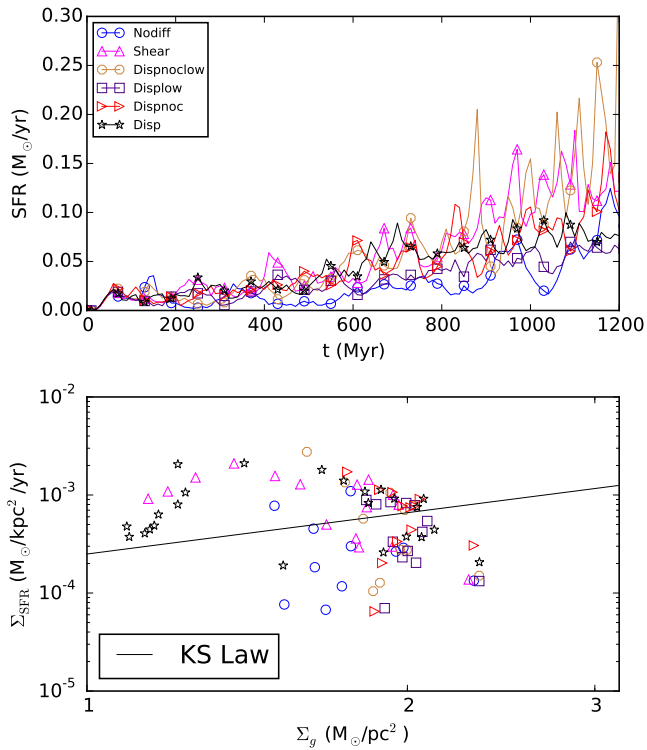 0.30
0.25
0.20
0.15
0.10
0.05
0.00
SFR (M☉/yr)
Nodiff
Shear
Dispnoclow
Displow
Dispnoc
Disp
0 200 400 600 800 1000 1200
t (Myr)
10⁻²
10⁻³
10⁻⁴
10⁻⁵
Σ_SFR (M☉/kpc² /yr)
KS Law
1 2 3
Σ_g (M☉/pc² )